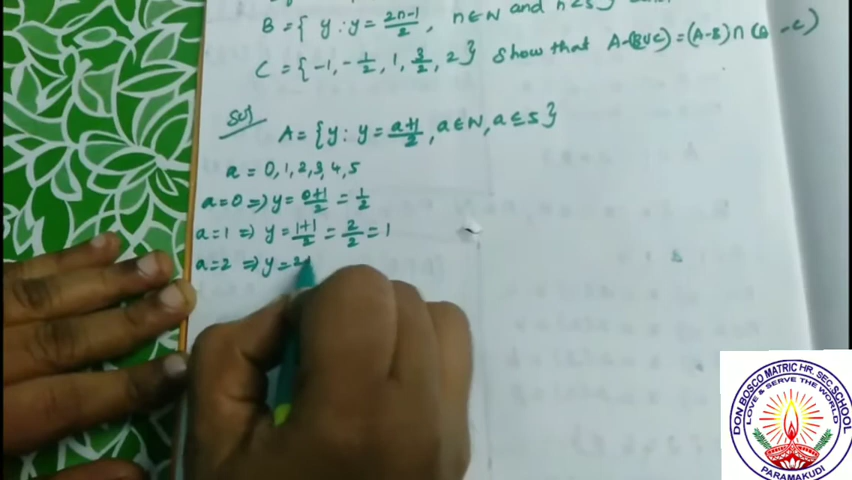 B = { y : y = 2n-1/2, n∈N and n≤5 }
C = {-1, -1/2, 1, 3/2, 2} show that A-(B∪C) = (A-B)∩(A-C)
Sol
A = {y : y = a+1/2, a∈N, a≤5}
a = 0, 1, 2, 3, 4, 5
a=0 ⇒ y = 0+1/2 = 1/2
a=1 ⇒ y = 1+1/2 = 2/2 = 1
a=2 ⇒ y = 2+
DON BOSCO MATRIC HR. SEC SCHOOL
LOVE & SERVE THE WORLD
PARAMAKUDI